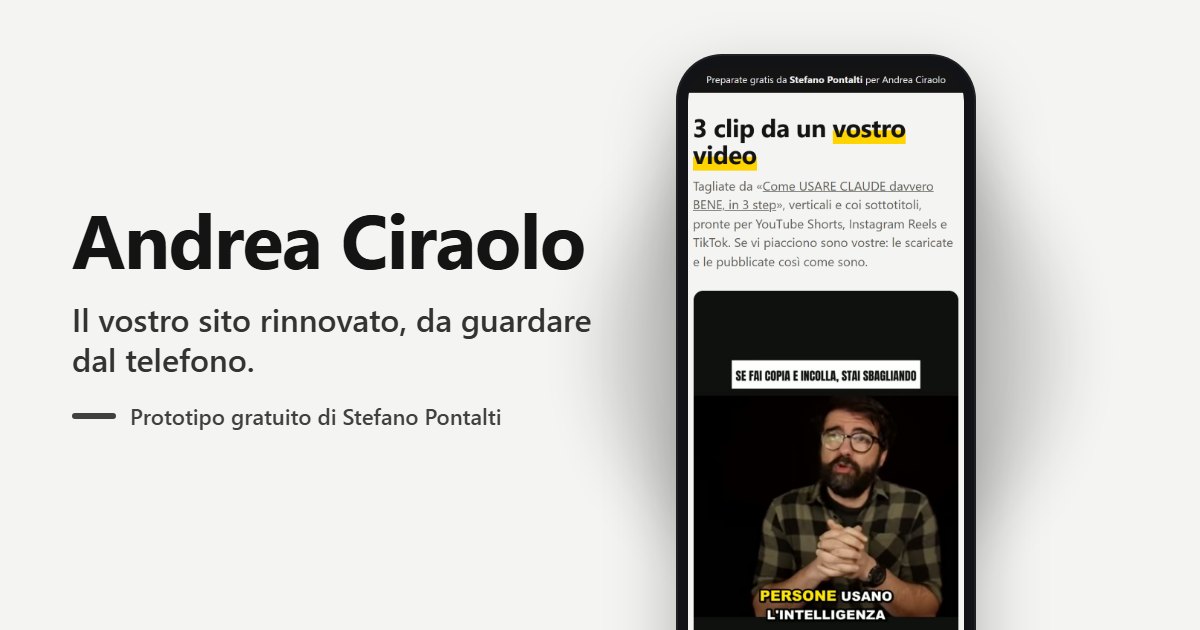 Andrea Ciraolo
Il vostro sito rinnovato, da guardare
dal telefono.
Prototipo gratuito di Stefano Pontalti
Preparate gratis da Stefano Pontalti per Andrea Ciraolo
3 clip da un vostro
video
Tagliate da «Come USARE CLAUDE davvero
BENE, in 3 step», verticali e coi sottotitoli,
pronte per YouTube Shorts, Instagram Reels e
TikTok. Se vi piacciono sono vostre: le scaricate
e le pubblicate così come sono.
SE FAI COPIA E INCOLLA, STAI SBAGLIANDO
PERSONE USANO
L'INTELLIGENZA